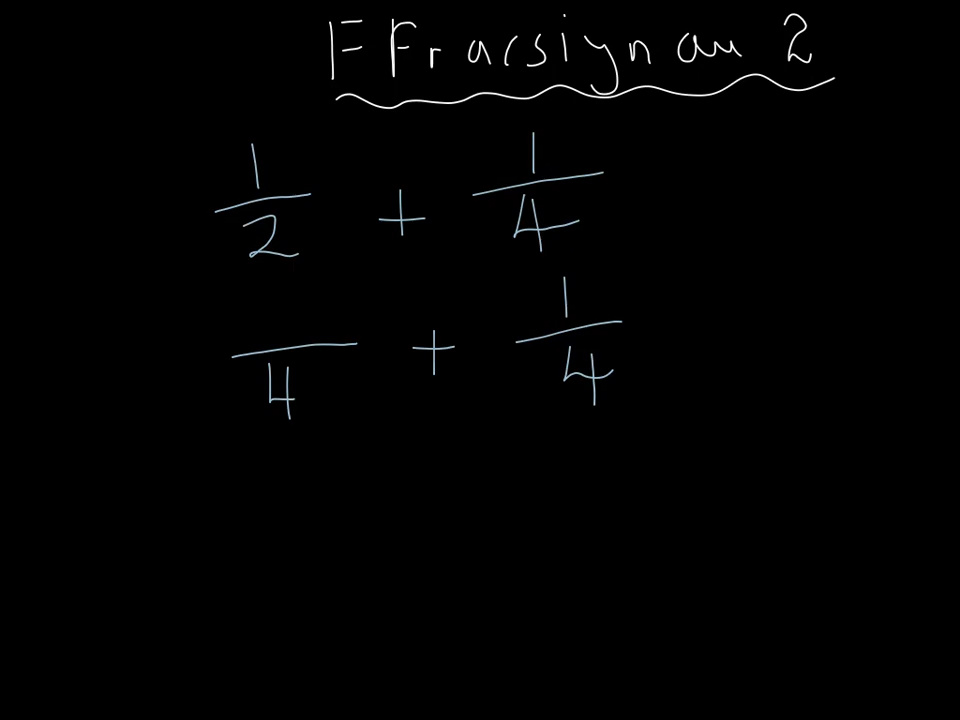 FFracsiynau 2
1/2 + 1/4
/4 + 1/4